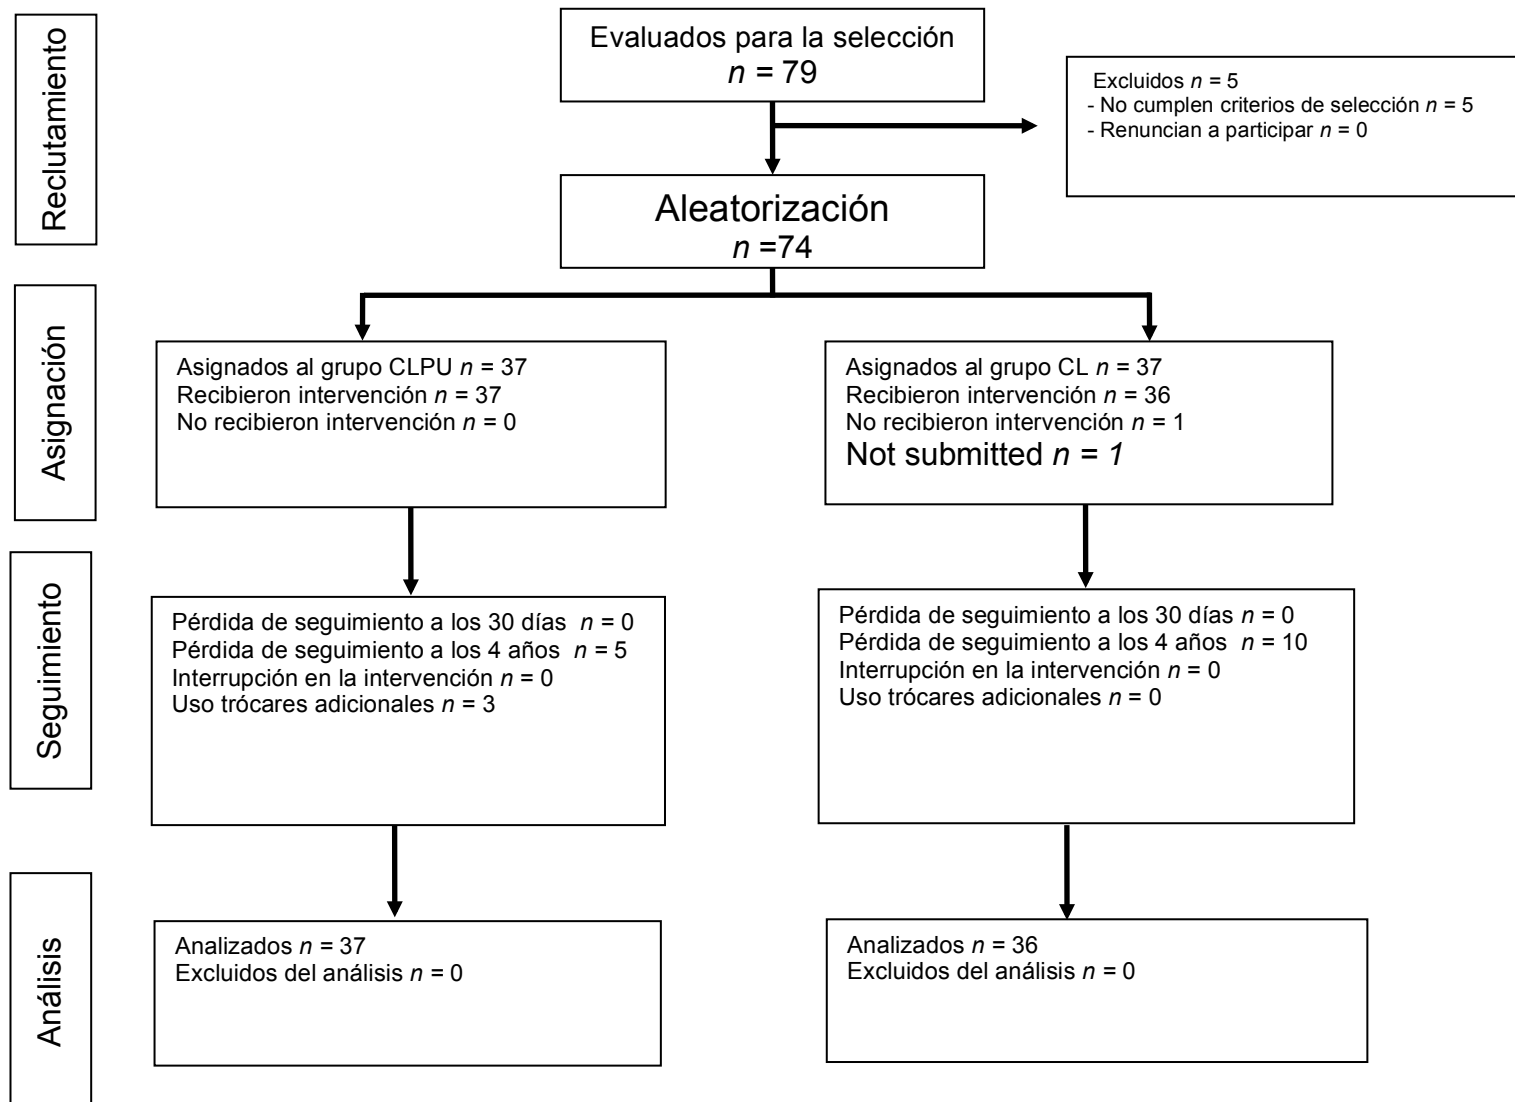 Reclutamiento
Evaluados para la selección
n = 79
Excluidos n = 5
- No cumplen criterios de selección n = 5
- Renuncian a participar n = 0
Aleatorización
n =74
Asignación
Asignados al grupo CLPU n = 37
Recibieron intervención n = 37
No recibieron intervención n = 0
Asignados al grupo CL n = 37
Recibieron intervención n = 36
No recibieron intervención n = 1
Not submitted n = 1
Seguimiento
Pérdida de seguimiento a los 30 días n = 0
Pérdida de seguimiento a los 4 años n = 5
Interrupción en la intervención n = 0
Uso trócares adicionales n = 3
Pérdida de seguimiento a los 30 días n = 0
Pérdida de seguimiento a los 4 años n = 10
Interrupción en la intervención n = 0
Uso trócares adicionales n = 0
Análisis
Analizados n = 37
Excluidos del análisis n = 0
Analizados n = 36
Excluidos del análisis n = 0